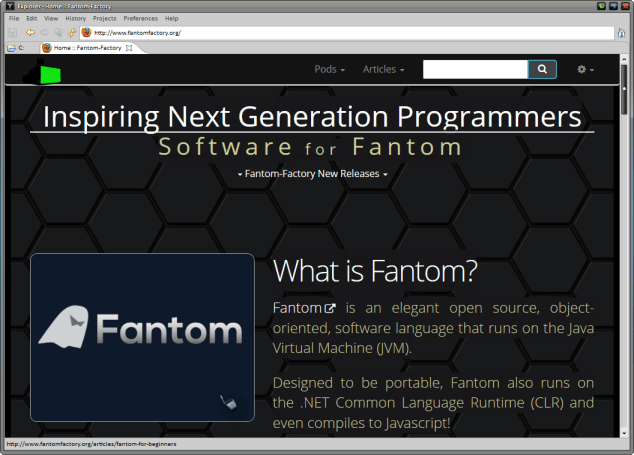 Explorer - Home :: Fantom-Factory
File Edit View History Projects Preferences Help
http://www.fantomfactory.org/
C: Home :: Fantom-Factory
Pods Articles
Inspiring Next Generation Programmers
Software for Fantom
Fantom-Factory New Releases
What is Fantom?
Fantom
Fantom is an elegant open source, object-
oriented, software language that runs on the Java
Virtual Machine (JVM).
Designed to be portable, Fantom also runs on
the .NET Common Language Runtime (CLR) and
even compiles to Javascript!
http://www.fantomfactory.org/articles/fantom-for-beginners